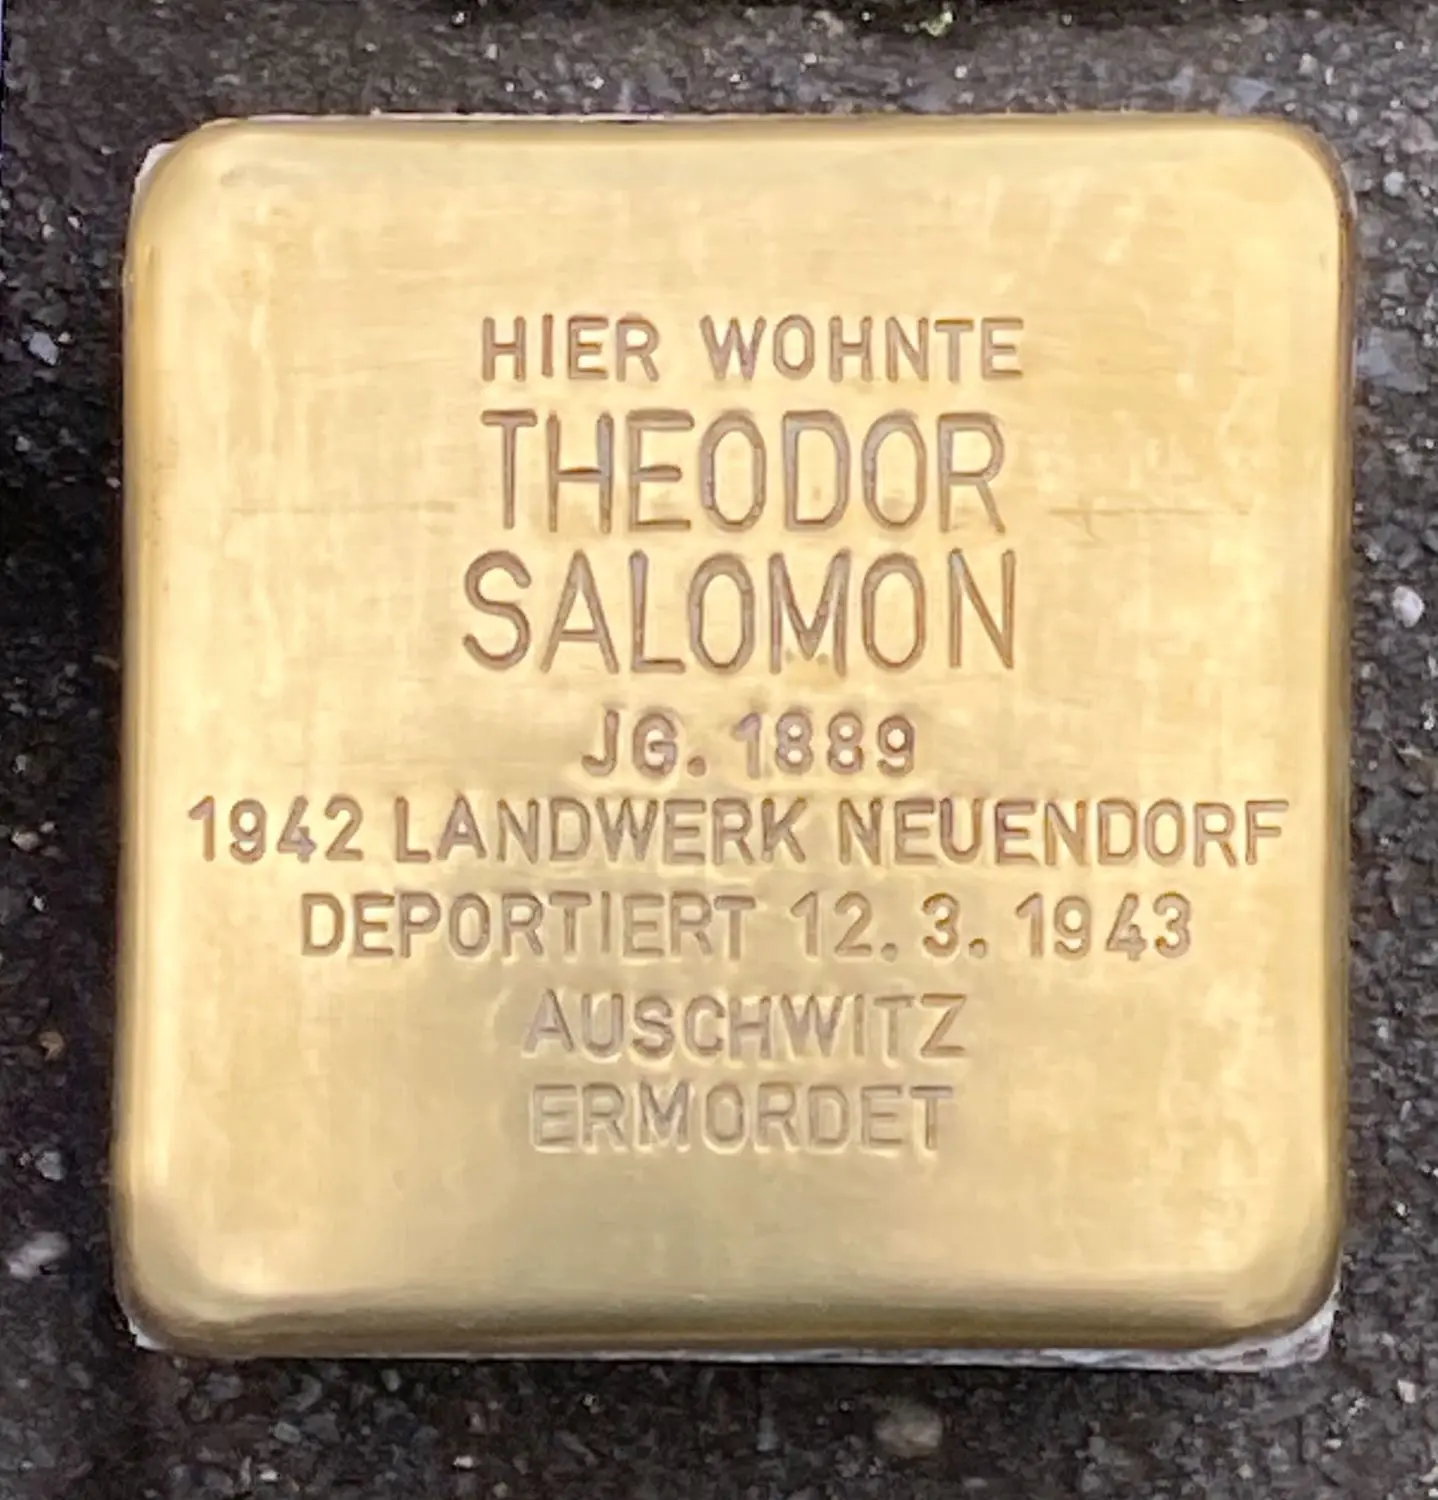 HIER WOHNTE
THEODOR
SALOMON
JG. 1889
1942 LANDWERK NEUENDORF
DEPORTIERT 12. 3. 1943
AUSCHWITZ
ERMORDET